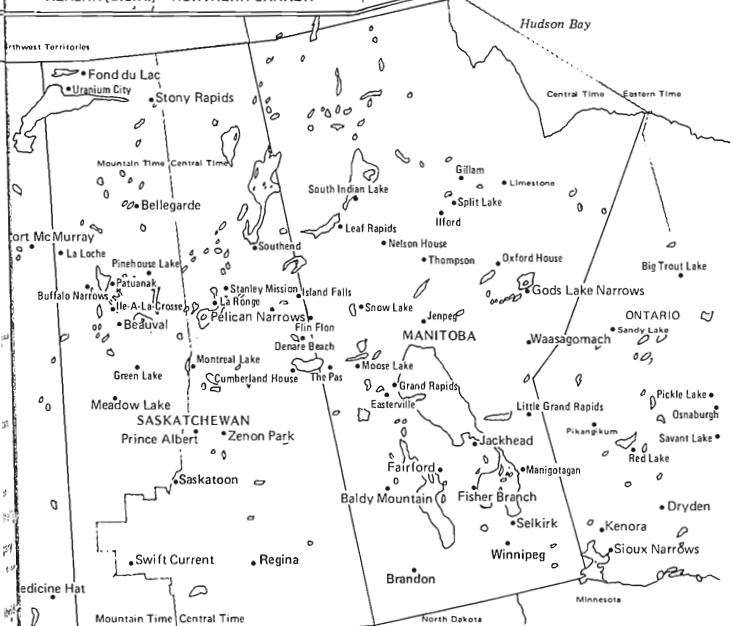 Hudson Bay
rthwest Territories
Fond du Lac
Uranium City
Stony Rapids
Central Time Eastern Time
Mountain Time Central Time
Gillam
Limestone
South Indian Lake
Split Lake
Bellegarde
Ilford
Leaf Rapids
ort McMurray
Nelson House
La Loche
Southend
Thompson
Oxford House
Pinehouse Lake
Big Trout Lake
Patuanak
Stanley Mission
Island Falls
Gods Lake Narrows
Buffalo Narrows
Ile-A-La-Crosse
La Ronge
Snow Lake
Pelican Narrows
Jenpeg
ONTARIO
Beauval
Flin Flon
Sandy Lake
MANITOBA
Waasagomach
Denare Beach
Montreal Lake
Moose Lake
Green Lake
Cumberland House
The Pas
Grand Rapids
Pickle Lake
Meadow Lake
Easterville
Little Grand Rapids
Osnaburgh
SASKATCHEWAN
Pikangikum
Prince Albert
Zenon Park
Jackhead
Savant Lake
Red Lake
Fairford
Manigotagan
Saskatoon
Baldy Mountain
Fisher Branch
Dryden
Selkirk
Kenora
Sioux Narrows
Winnipeg
Swift Current
Regina
Brandon
edicine Hat
Minnesota
Mountain Time Central Time
North Dakota